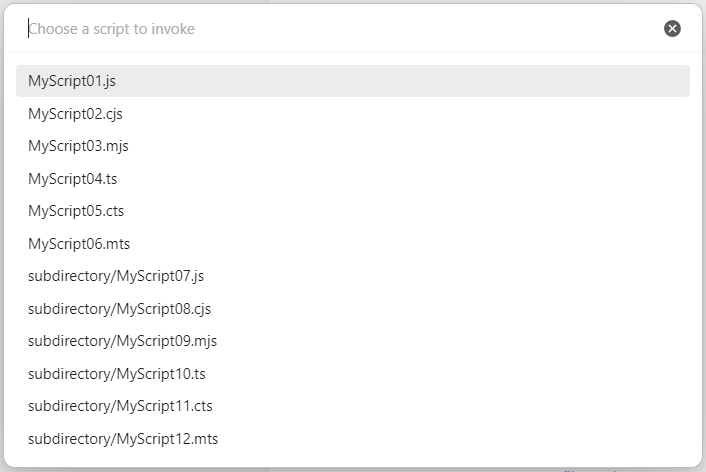 Choose a script to invoke
MyScript01.js
MyScript02.cjs
MyScript03.mjs
MyScript04.ts
MyScript05.cts
MyScript06.mts
subdirectory/MyScript07.js
subdirectory/MyScript08.cjs
subdirectory/MyScript09.mjs
subdirectory/MyScript10.ts
subdirectory/MyScript11.cts
subdirectory/MyScript12.mts